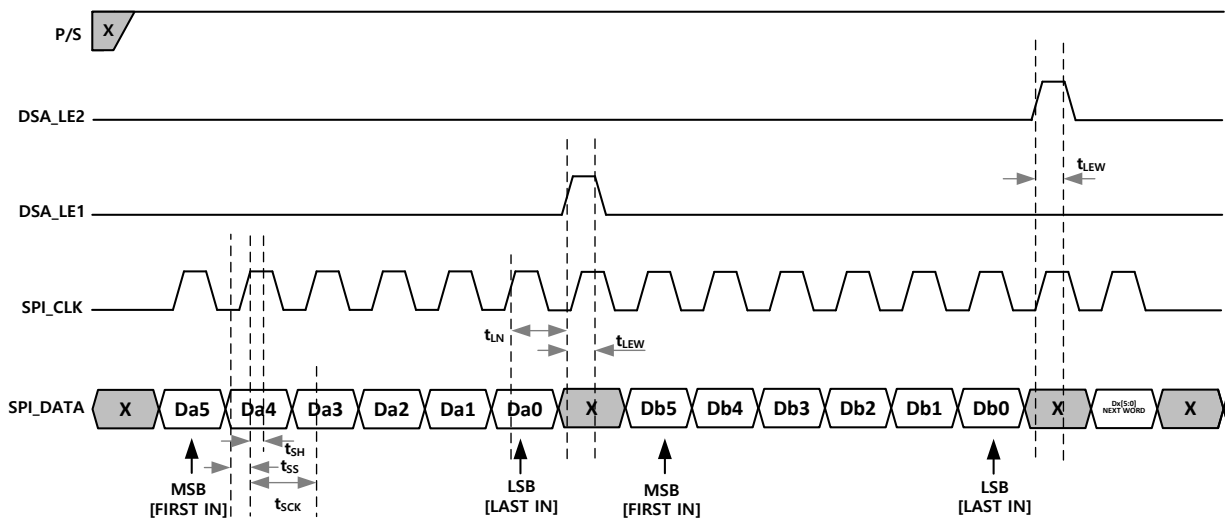 X
P/S
DSA_LE2
tLEW
DSA_LE1
SPI_CLK
tLN
tLEW
SPI_DATA
X Da5 Da4 Da3 Da2 Da1 Da0 X Db5 Db4 Db3 Db2 Db1 Db0 X Dx[5:0] X
NEXT WORD
tSH
tSS
tSCK
MSB
[FIRST IN]
LSB
[LAST IN]
MSB
[FIRST IN]
LSB
[LAST IN]